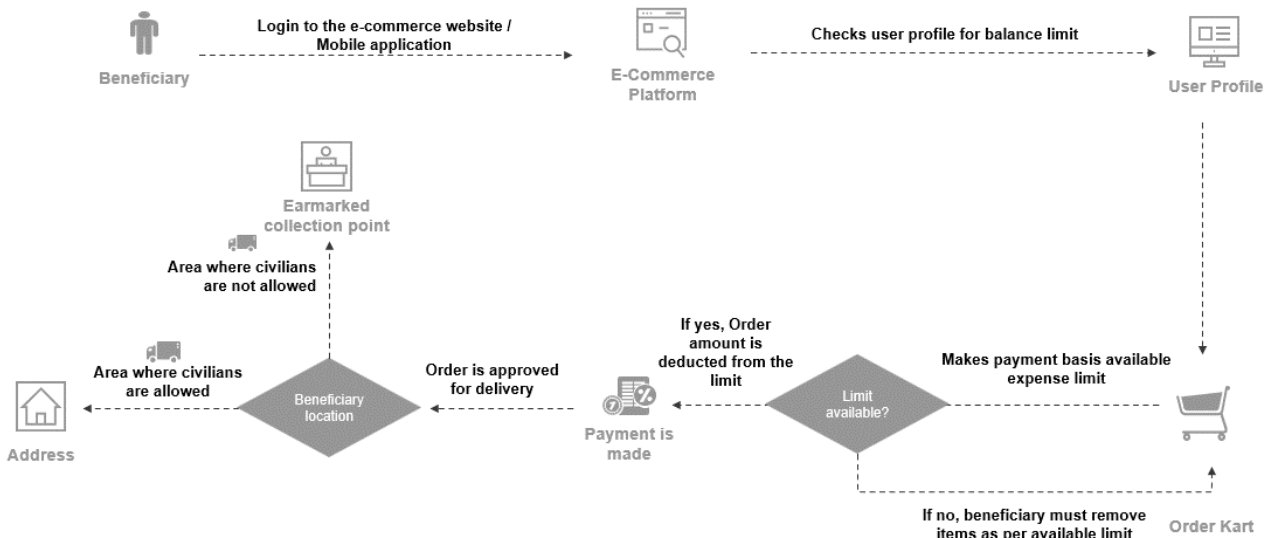 Login to the e-commerce website /
Mobile application
Checks user profile for balance limit
Beneficiary
E-Commerce
Platform
User Profile
Earmarked
collection point
Area where civilians
are not allowed
If yes, Order
amount is
deducted from the
limit
Makes payment basis available
expense limit
Area where civilians
are allowed
Order is approved
for delivery
Beneficiary
location
Limit
available?
Address
Payment is
made
If no, beneficiary must remove
items as per available limit
Order Kart